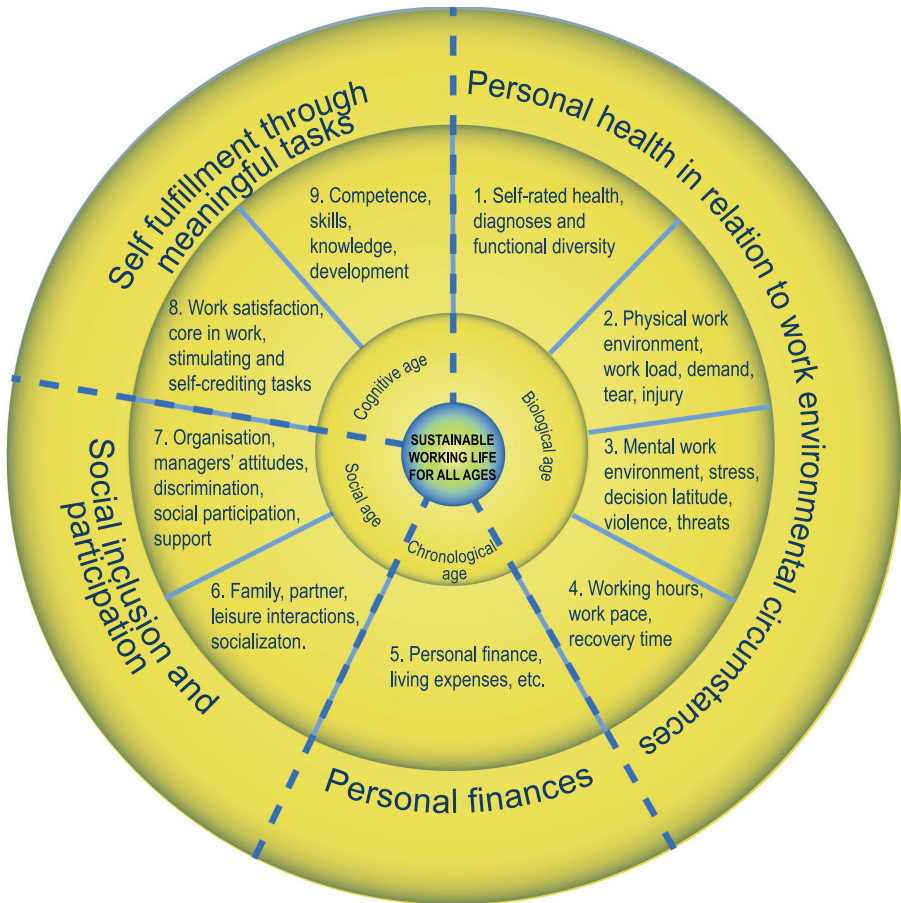 Self fulfillment through
meaningful tasks
Personal health in relation to work environmental circumstances
9. Competence,
skills,
knowledge,
development
1. Self-rated health,
diagnoses and
functional diversity
8. Work satisfaction,
core in work,
stimulating and
self-crediting tasks
2. Physical work
environment,
work load, demand,
tear, injury
Cognitive age
Biological age
SUSTAINABLE
WORKING LIFE
FOR ALL AGES
7. Organisation,
managers' attitudes,
discrimination,
social participation,
support
Social age
3. Mental work
environment, stress,
decision latitude,
violence, threats
Chronological
age
6. Family, partner,
leisure interactions,
socializaton.
4. Working hours,
work pace,
recovery time
5. Personal finance,
living expenses, etc.
Social inclusion and
participation
Personal finances